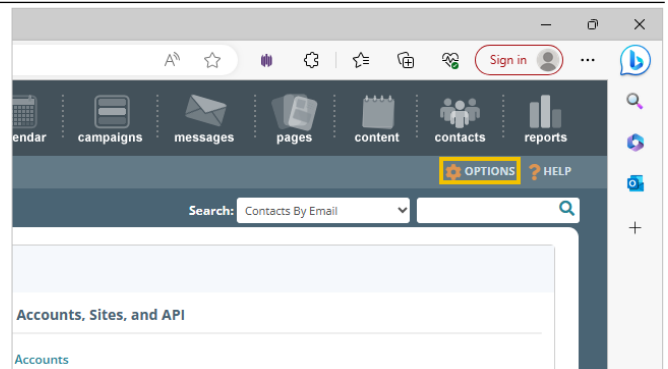 Sign in
endar campaigns messages pages content contacts reports
OPTIONS ? HELP
Search: Contacts By Email
Accounts, Sites, and API
Accounts